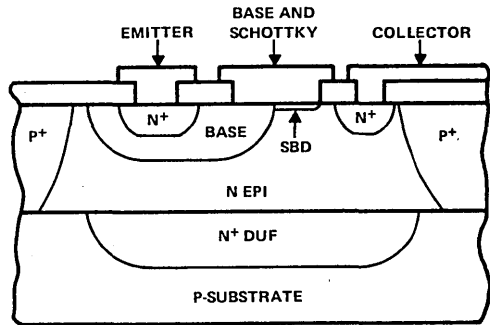 EMITTER
BASE AND
SCHOTTKY
COLLECTOR
P+
N+
BASE
SBD
N+
P+
N EPI
N+ DUF
P-SUBSTRATE